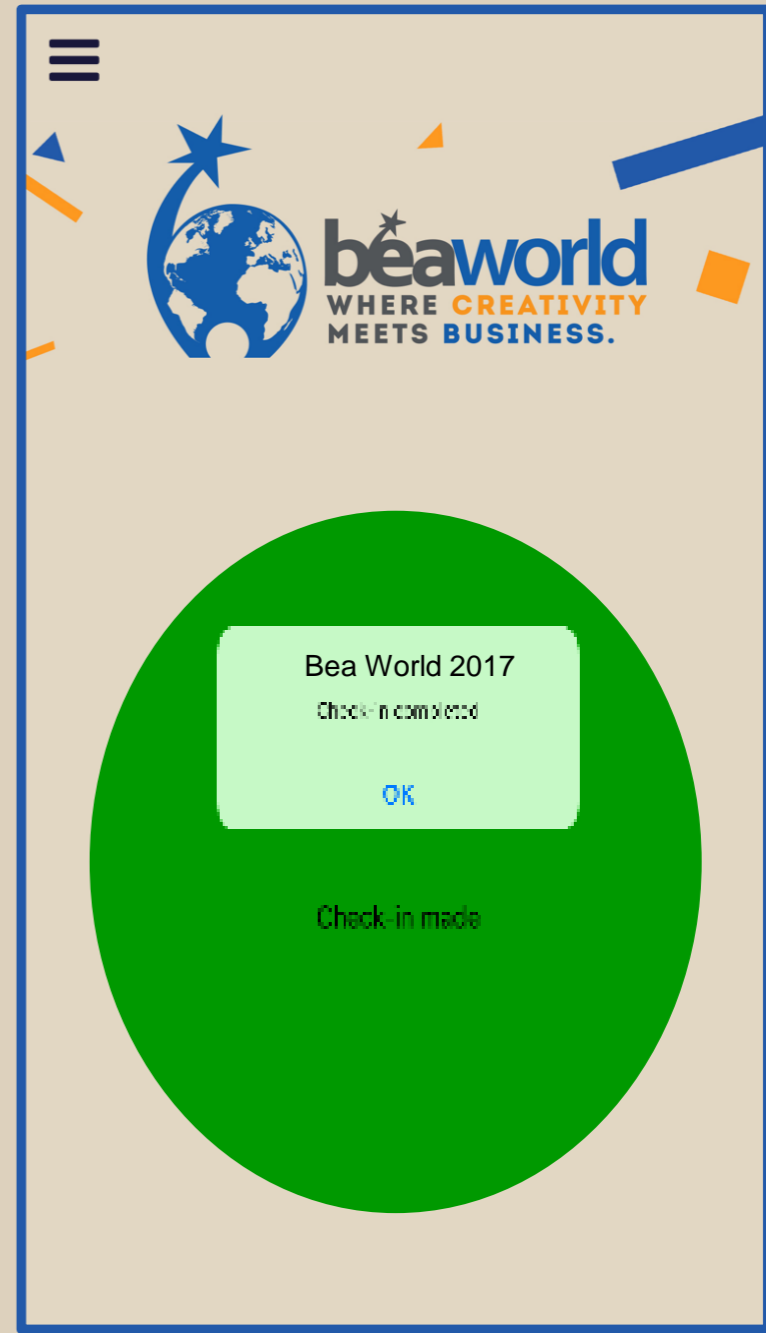 beaworld
WHERE CREATIVITY
MEETS BUSINESS.
Bea World 2017
Check-in completed
OK
Check-in made